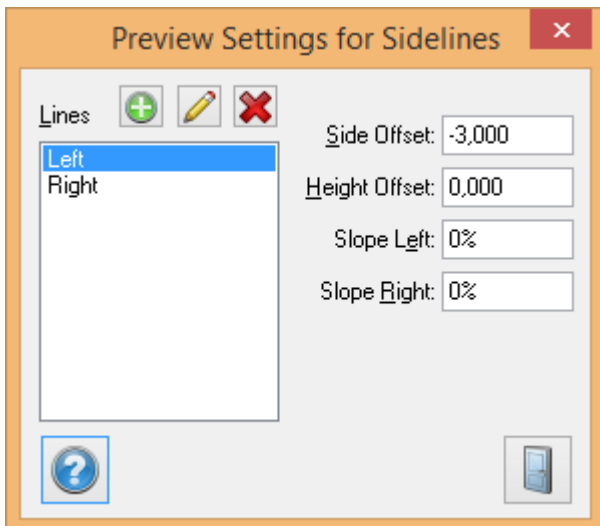 Preview Settings for Sidelines
Lines
Left
Right
Side Offset: -3,000
Height Offset: 0,000
Slope Left: 0%
Slope Right: 0%